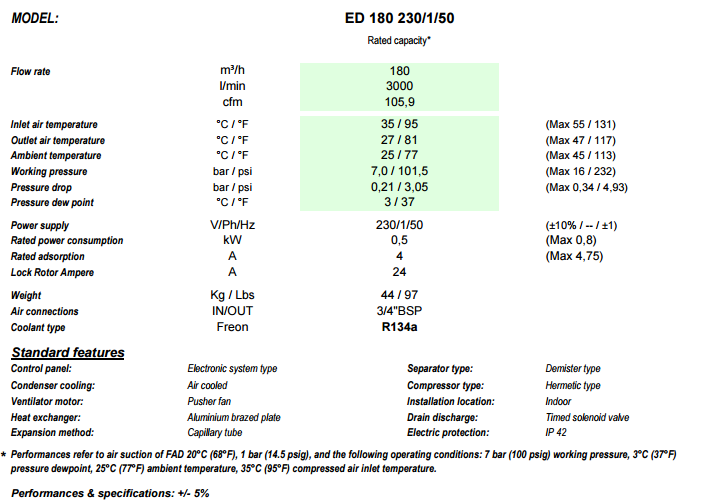 MODEL: ED 180 230/1/50
Rated capacity*
Flow rate m³/h 180
l/min 3000
cfm 105,9
Inlet air temperature °C / °F 35 / 95 (Max 55 / 131)
Outlet air temperature °C / °F 27 / 81 (Max 47 / 117)
Ambient temperature °C / °F 25 / 77 (Max 45 / 113)
Working pressure bar / psi 7,0 / 101,5 (Max 16 / 232)
Pressure drop bar / psi 0,21 / 3,05 (Max 0,34 / 4,93)
Pressure dew point °C / °F 3 / 37
Power supply V/Ph/Hz 230/1/50 (±10% / -- / ±1)
Rated power consumption kW 0,5 (Max 0,8)
Rated adsorption A 4 (Max 4,75)
Lock Rotor Ampere A 24
Weight Kg / Lbs 44 / 97
Air connections IN/OUT 3/4"BSP
Coolant type Freon R134a
Standard features
Control panel: Electronic system type Separator type: Demister type
Condenser cooling: Air cooled Compressor type: Hermetic type
Ventilator motor: Pusher fan Installation location: Indoor
Heat exchanger: Aluminium brazed plate Drain discharge: Timed solenoid valve
Expansion method: Capillary tube Electric protection: IP 42
* Performances refer to air suction of FAD 20°C (68°F), 1 bar (14.5 psig), and the following operating conditions: 7 bar (100 psig) working pressure, 3°C (37°F)
pressure dewpoint, 25°C (77°F) ambient temperature, 35°C (95°F) compressed air inlet temperature.
Performances & specifications: +/- 5%